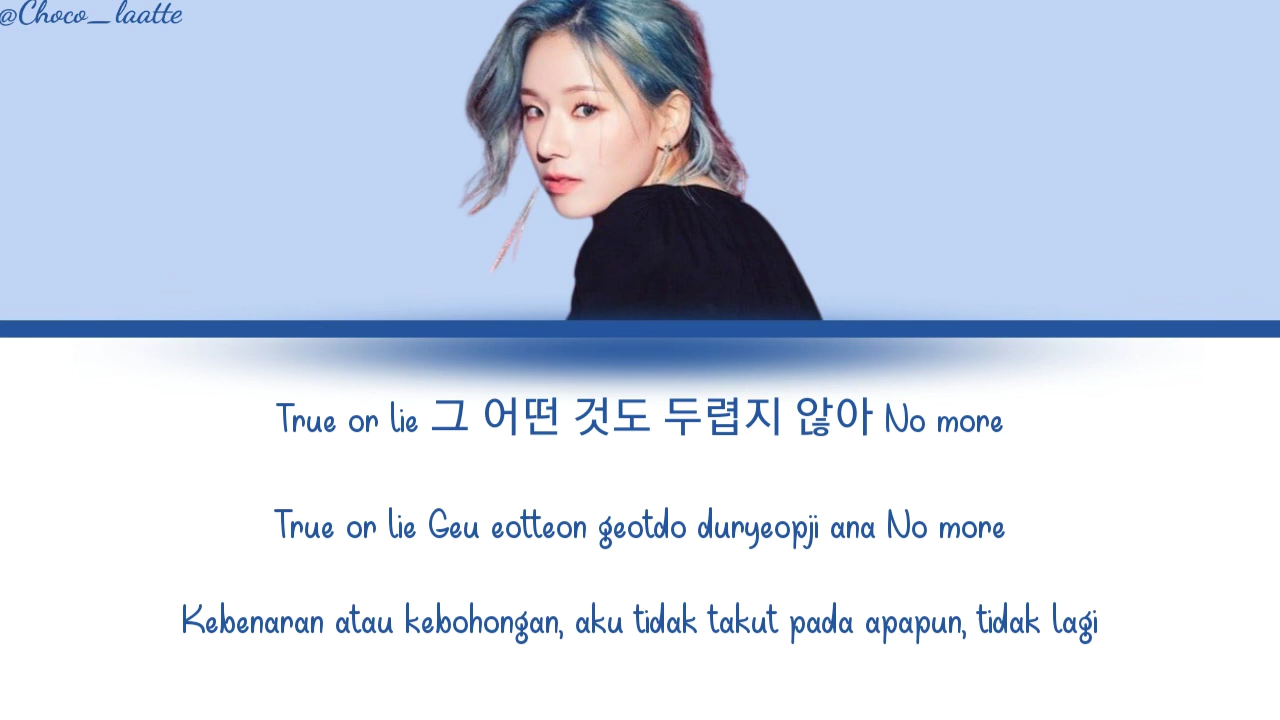 @Choco_laatte
True or lie 그 어떤 것도 두렵지 않아 No more
True or lie Geu eotteon geotdo duryeopji ana No more
Kebenaran atau kebohongan, aku tidak takut pada apapun, tidak lagi